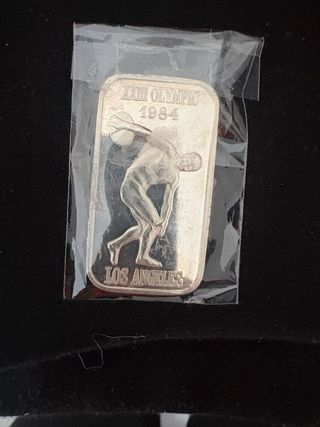 XXIII OLYMPIC
1984
LOS ANGELES